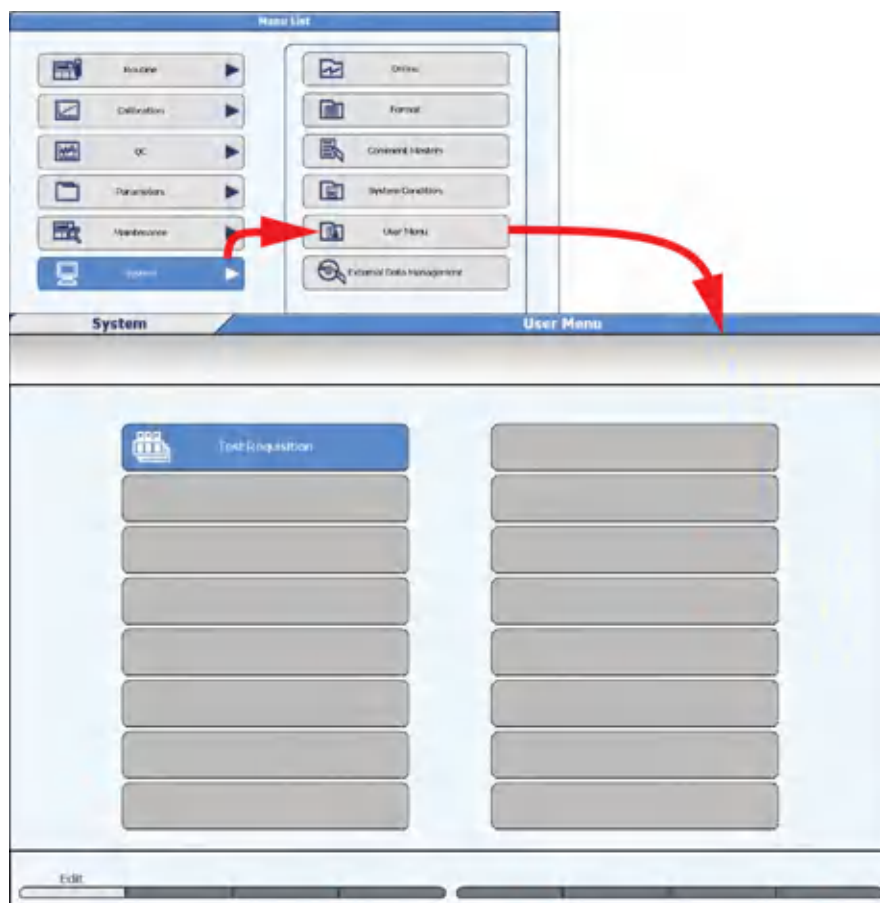 Menu List
Routine
Calibration
QC
Parameters
Maintenance
System
Online
Format
Comment Masters
System Condition
User Menu
External Data Management
System
User Menu
Test Requisition
Edit